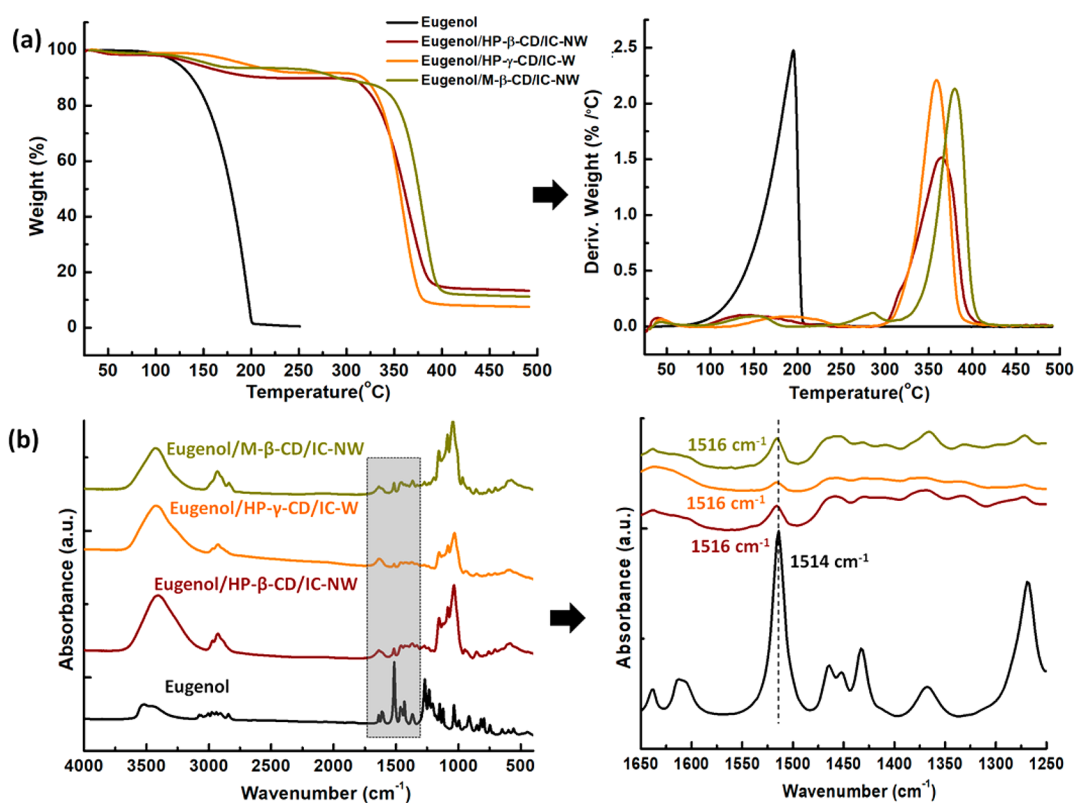 (a)
Eugenol
Eugenol/HP-β-CD/IC-NW
Eugenol/HP-γ-CD/IC-W
Eugenol/M-β-CD/IC-NW
Weight (%)
100
80
60
40
20
0
50 100 150 200 250 300 350 400 450 500
Temperature(°C)
Deriv. Weight (% /°C)
2.5
2.0
1.5
1.0
0.5
0.0
50 100 150 200 250 300 350 400 450 500
Temperature(°C)
(b)
Absorbance (a.u.)
Eugenol/M-β-CD/IC-NW
Eugenol/HP-γ-CD/IC-W
Eugenol/HP-β-CD/IC-NW
Eugenol
4000 3500 3000 2500 2000 1500 1000 500
Wavenumber (cm⁻¹)
Absorbance (a.u.)
1516 cm⁻¹
1516 cm⁻¹
1516 cm⁻¹
1514 cm⁻¹
1650 1600 1550 1500 1450 1400 1350 1300 1250
Wavenumber (cm⁻¹)